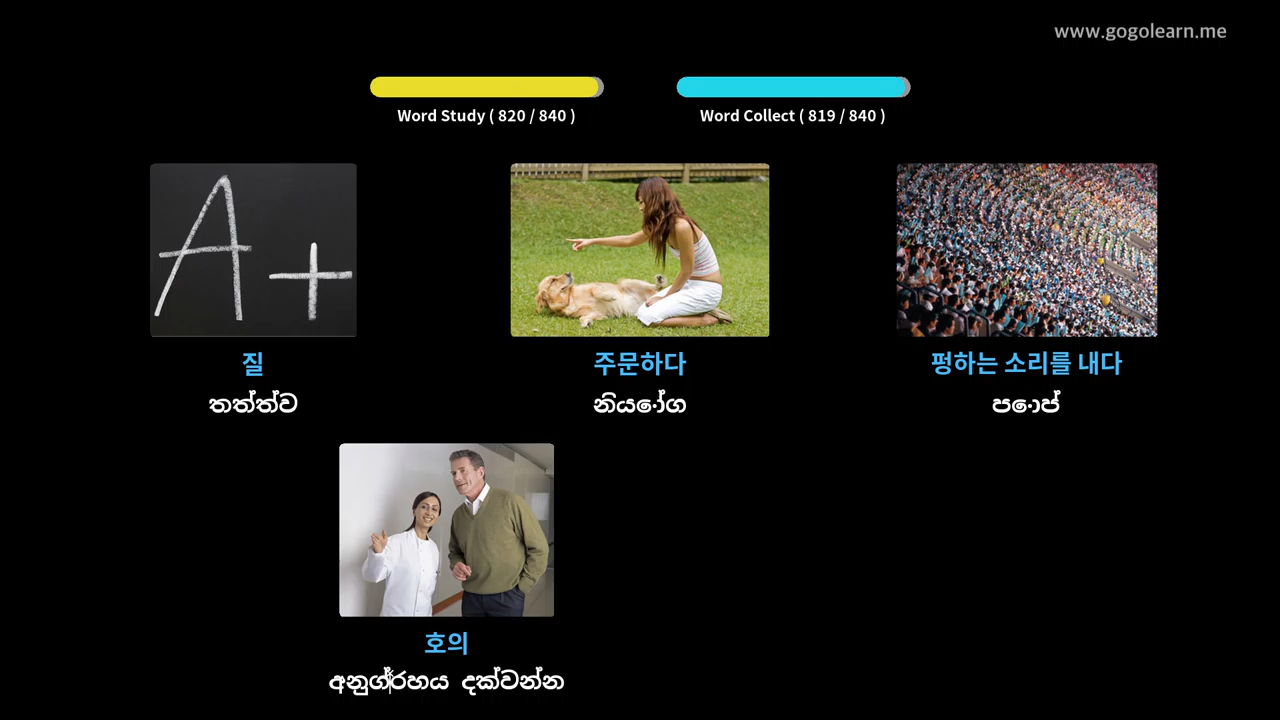 www.gogolearn.me
Word Study ( 820 / 840 )
Word Collect ( 819 / 840 )
A+
질
තත්ත්ව
주문하다
නියෝග
펑하는 소리를 내다
පොප්
호의
අනුග්‍රහය දක්වන්න